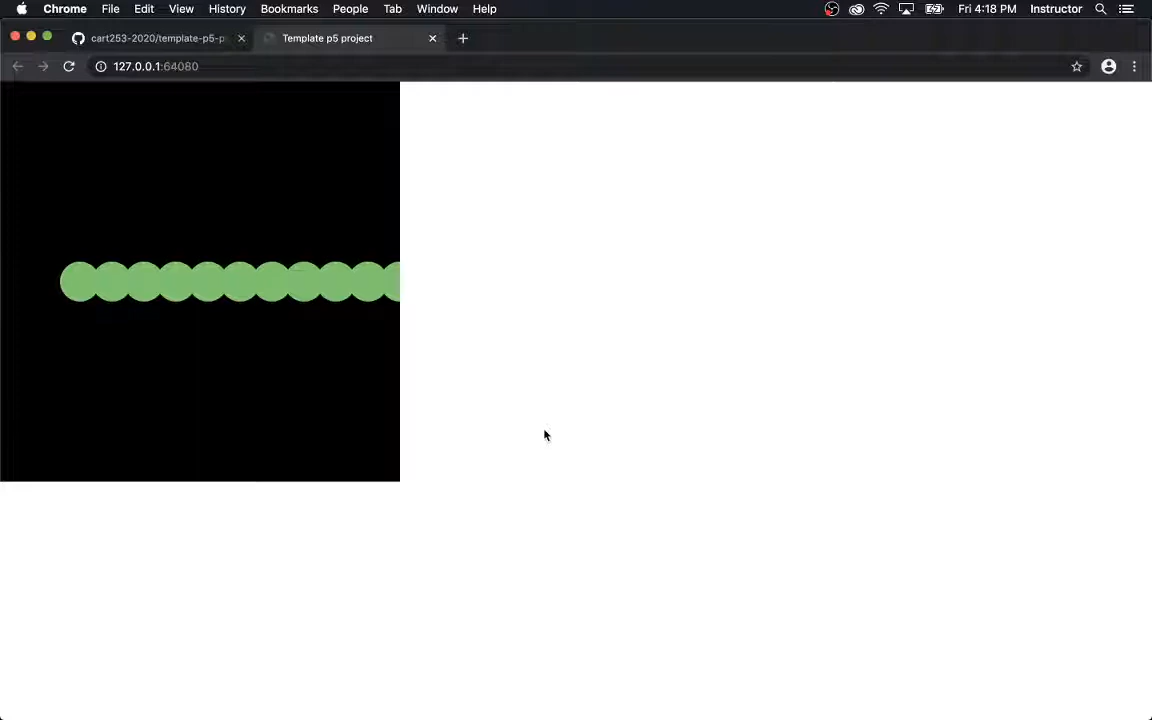 Chrome File Edit View History Bookmarks People Tab Window Help Fri 4:18 PM Instructor
cart253-2020/template-p5-p Template p5 project
127.0.0.1:64080